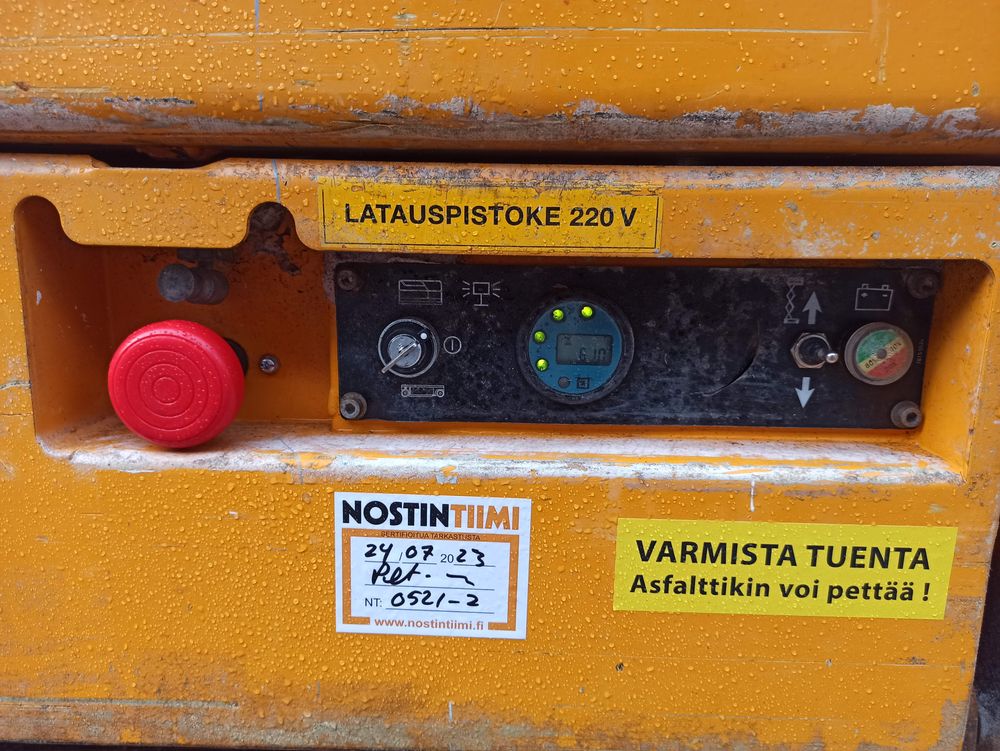 LATAUSPISTOKE 220 V
NOSTINTIIMI
SERTIFIOITUA TARKASTUSTA
24/07 2023
NT: 0521-2
www.nostintiimi.fi
VARMISTA TUENTA
Asfalttikin voi pettää !